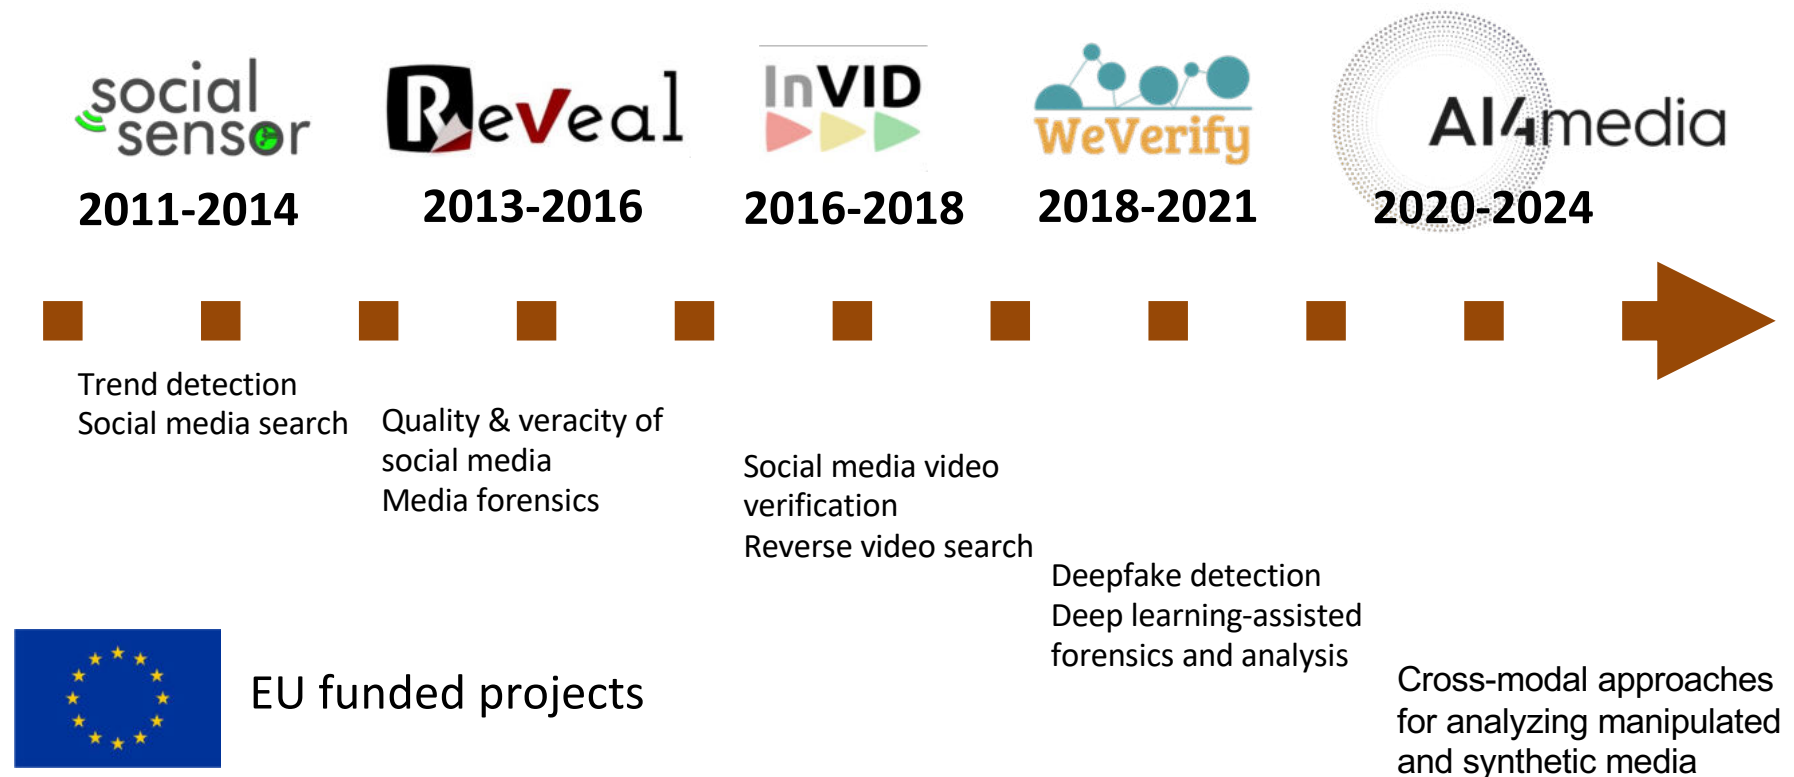 social
sensor
ReVeal
InVID
WeVerify
AI4media
2011-2014
2013-2016
2016-2018
2018-2021
2020-2024
Trend detection
Social media search
Quality & veracity of
social media
Media forensics
Social media video
verification
Reverse video search
Deepfake detection
Deep learning-assisted
forensics and analysis
Cross-modal approaches
for analyzing manipulated
and synthetic media
EU funded projects